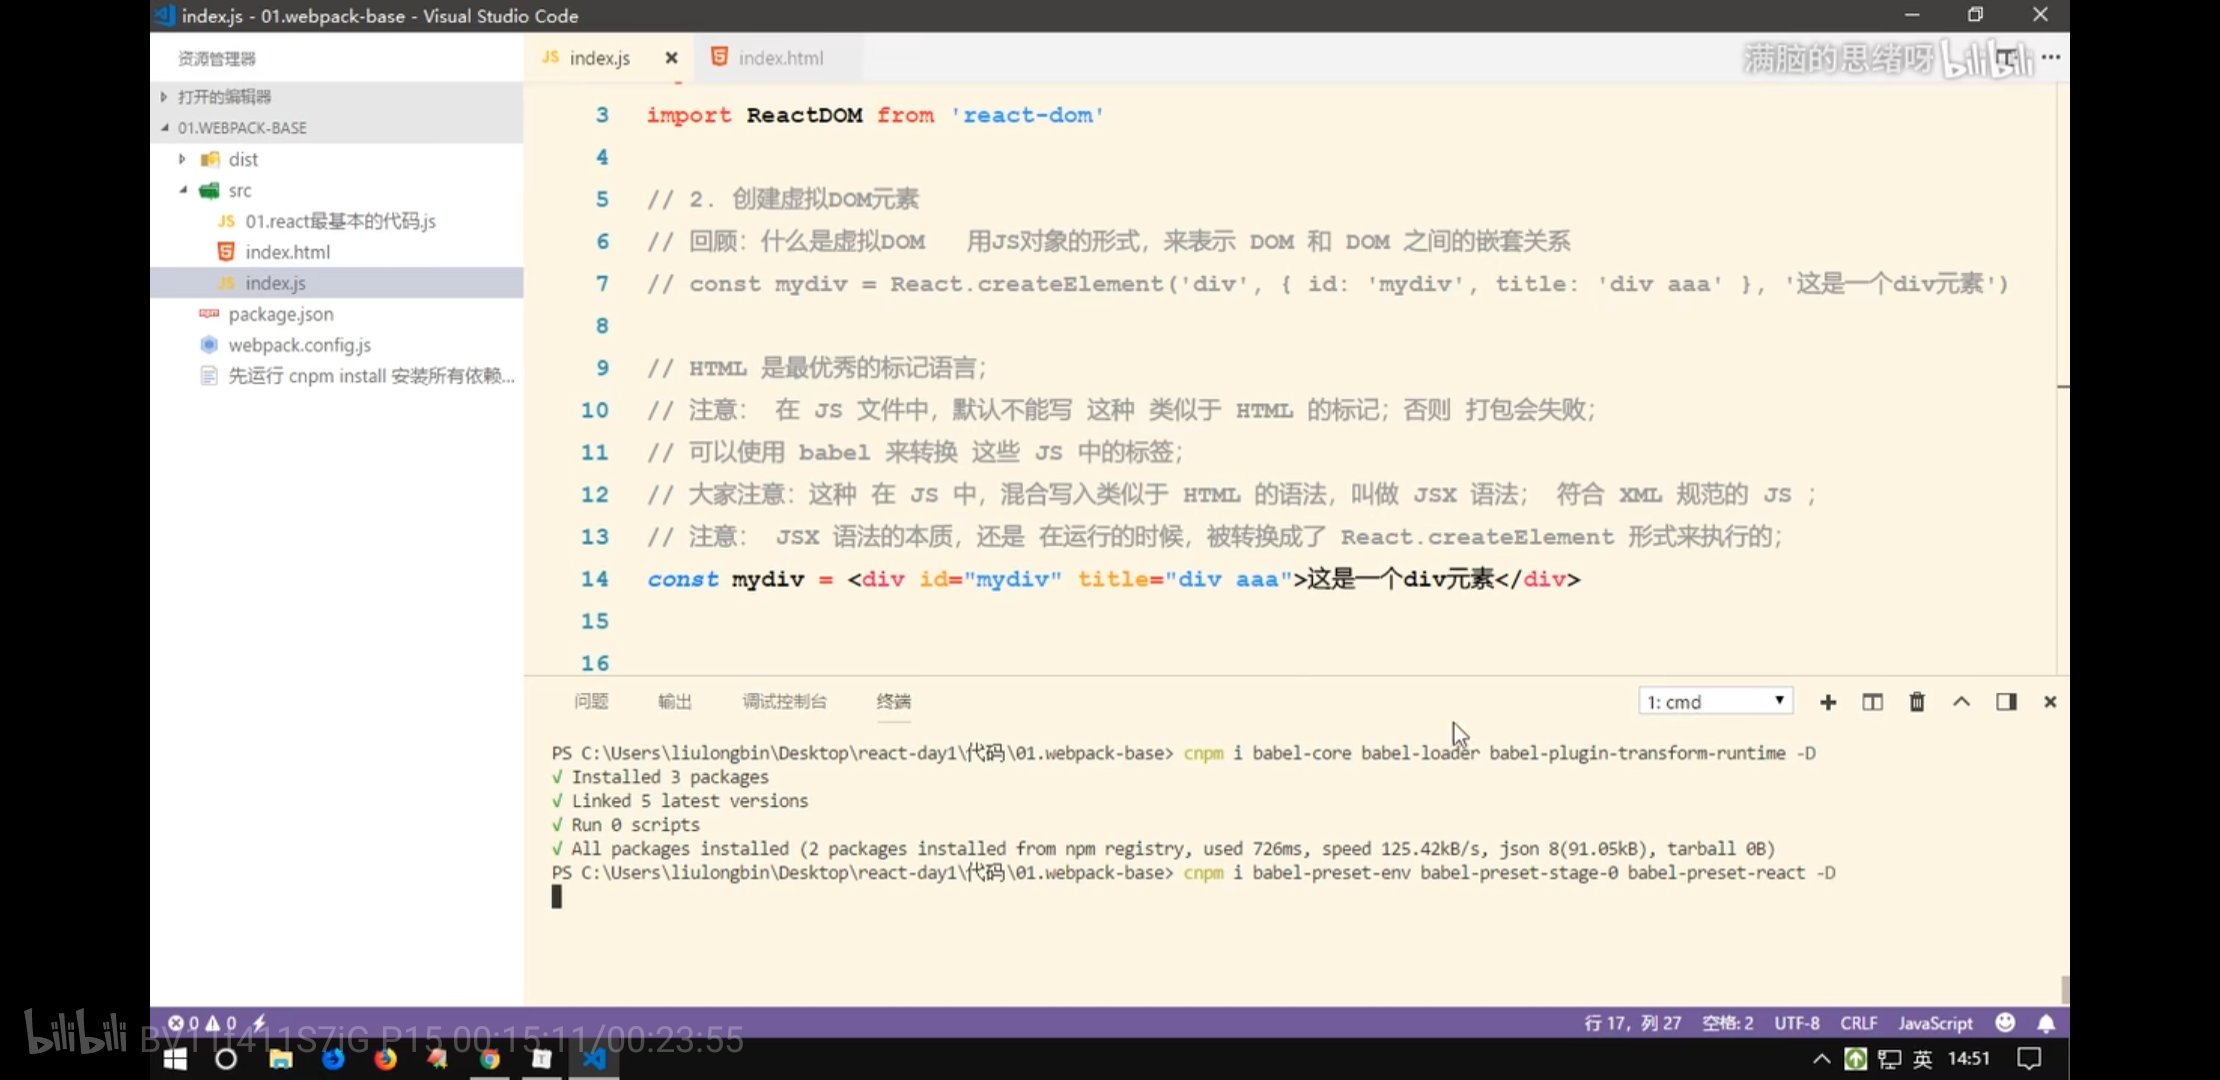 index.js - 01.webpack-base - Visual Studio Code
资源管理器
打开的编辑器
01.WEBPACK-BASE
dist
src
JS 01.react最基本的代码.js
index.html
JS index.js
package.json
webpack.config.js
先运行 cnpm install 安装所有依赖...
JS index.js
index.html
满脑的思绪呀 bilibili
3 import ReactDOM from 'react-dom'
4
5 // 2. 创建虚拟DOM元素
6 // 回顾：什么是虚拟DOM   用JS对象的形式，来表示 DOM 和 DOM 之间的嵌套关系
7 // const mydiv = React.createElement('div', { id: 'mydiv', title: 'div aaa' }, '这是一个div元素')
8
9 // HTML 是最优秀的标记语言；
10 // 注意： 在 JS 文件中，默认不能写 这种 类似于 HTML 的标记；否则 打包会失败；
11 // 可以使用 babel 来转换 这些 JS 中的标签；
12 // 大家注意：这种 在 JS 中，混合写入类似于 HTML 的语法，叫做 JSX 语法； 符合 XML 规范的 JS ；
13 // 注意： JSX 语法的本质，还是 在运行的时候，被转换成了 React.createElement 形式来执行的；
14 const mydiv = <div id="mydiv" title="div aaa">这是一个div元素</div>
15
16
问题 输出 调试控制台 终端
1: cmd
PS C:\Users\liulongbin\Desktop\react-day1\代码\01.webpack-base> cnpm i babel-core babel-loader babel-plugin-transform-runtime -D
√ Installed 3 packages
√ Linked 5 latest versions
√ Run 0 scripts
√ All packages installed (2 packages installed from npm registry, used 726ms, speed 125.42kB/s, json 8(91.05kB), tarball 0B)
PS C:\Users\liulongbin\Desktop\react-day1\代码\01.webpack-base> cnpm i babel-preset-env babel-preset-stage-0 babel-preset-react -D
0 0
行 17，列 27 空格: 2 UTF-8 CRLF JavaScript
bilibili P15 00:15:11/00:23:55
英 14:51